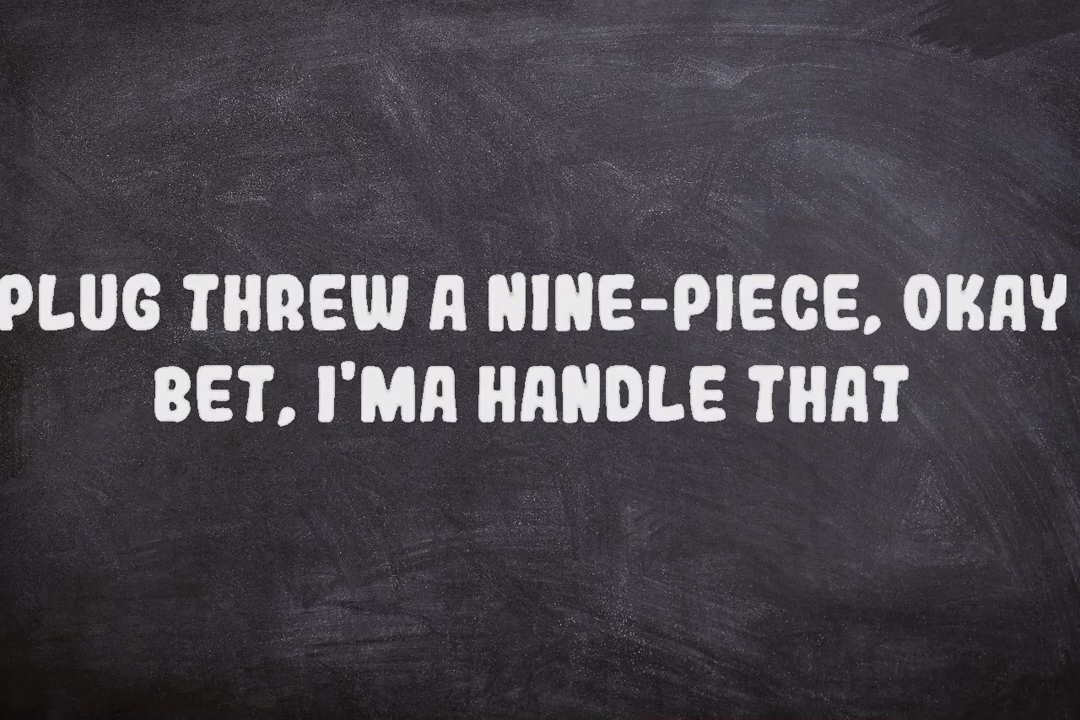 PLUG THREW A NINE-PIECE, OKAY
BET, I'MA HANDLE THAT